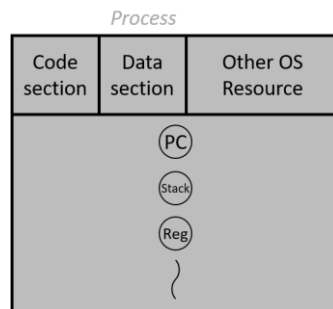 Process
Code
section
Data
section
Other OS
Resource
PC
Stack
Reg